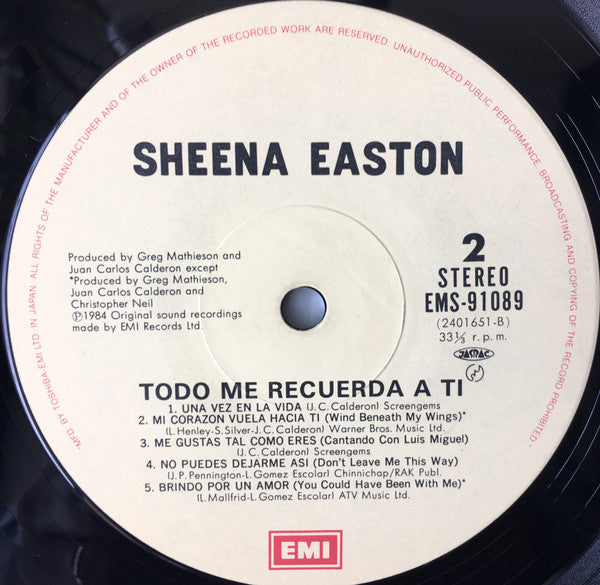 MFD BY TOSHIBA-EMI LTD. IN JAPAN. ALL RIGHTS OF THE MANUFACTURER AND OF THE OWNER OF THE RECORDED WORK ARE RESERVED. UNAUTHORIZED PUBLIC PERFORMANCE, BROADCASTING AND COPYING OF THE RECORD PROHIBITED.
SHEENA EASTON
Produced by Greg Mathieson and
Juan Carlos Calderon except
*Produced by Greg Mathieson,
Juan Carlos Calderon and
Christopher Neil
Ⓟ1984 Original sound recordings
made by EMI Records Ltd.
2
STEREO
EMS-91089
(2401651-B)
33⅓ r.p.m.
JASRAC
TODO ME RECUERDA A TI
1. UNA VEZ EN LA VIDA (J.C. Calderon) Screengems
2. MI CORAZON VUELA HACIA TI (Wind Beneath My Wings)*
(L.Henley-S.Silver-J.C. Calderon) Warner Bros. Music Ltd.
3. ME GUSTAS TAL COMO ERES (Cantando Con Luis Miguel)
(J.C. Calderon) Screengems
4. NO PUEDES DEJARME ASI (Don't Leave Me This Way)
(J.P. Pennington-L. Gomez Escolar) Chinnichap/RAK Publ.
5. BRINDO POR UN AMOR (You Could Have Been With Me)*
(L. Mallfrid-L. Gomez Escolar) ATV Music Ltd.
EMI